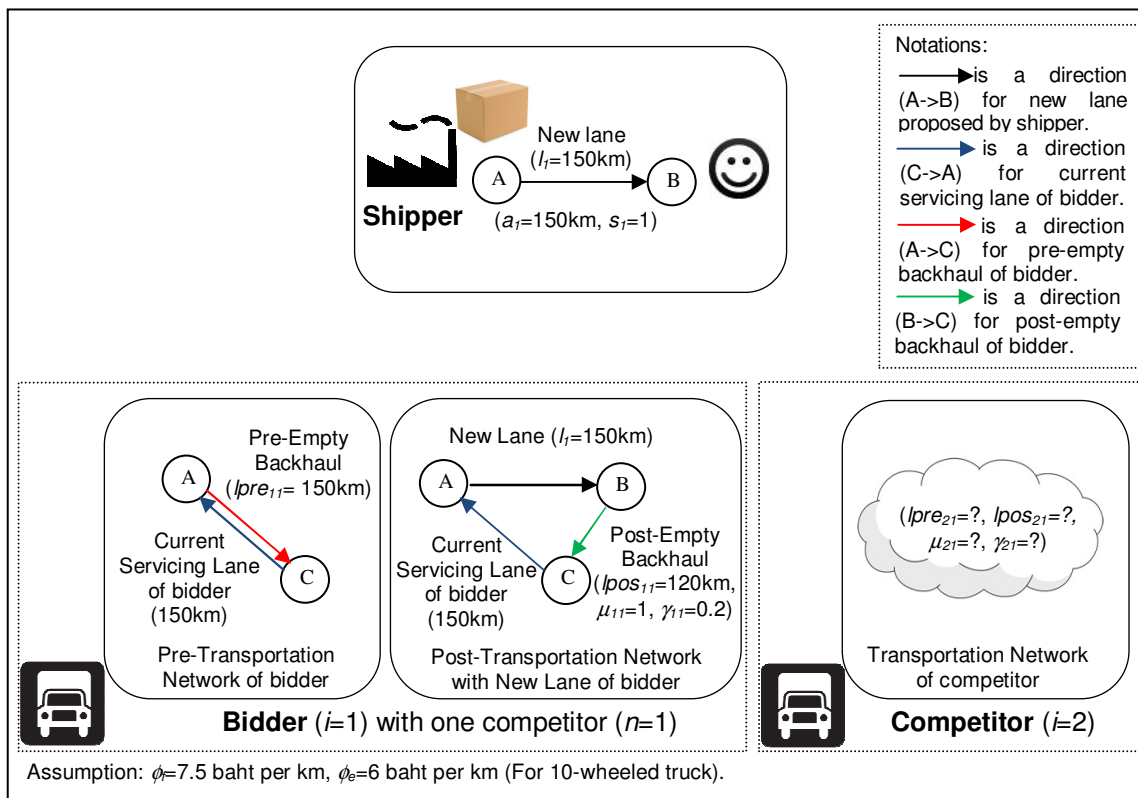 New lane
(l₁=150km)
A
B
Shipper
(a₁=150km, s₁=1)
Notations:
is a direction
(A->B) for new lane
proposed by shipper.
is a direction
(C->A) for current
servicing lane of bidder.
is a direction
(A->C) for pre-empty
backhaul of bidder.
is a direction
(B->C) for post-empty
backhaul of bidder.
Pre-Empty
Backhaul
(lpre₁₁= 150km)
A
Current
Servicing Lane
of bidder
(150km)
C
Pre-Transportation
Network of bidder
New Lane (l₁=150km)
A
B
Current
Servicing Lane
of bidder
(150km)
C
Post-Empty
Backhaul
(lpos₁₁=120km,
μ₁₁=1, γ₁₁=0.2)
Post-Transportation Network
with New Lane of bidder
Bidder (i=1) with one competitor (n=1)
(lpre₂₁=?, lpos₂₁=?,
μ₂₁=?, γ₂₁=?)
Transportation Network
of competitor
Competitor (i=2)
Assumption: ϕf=7.5 baht per km, ϕe=6 baht per km (For 10-wheeled truck).